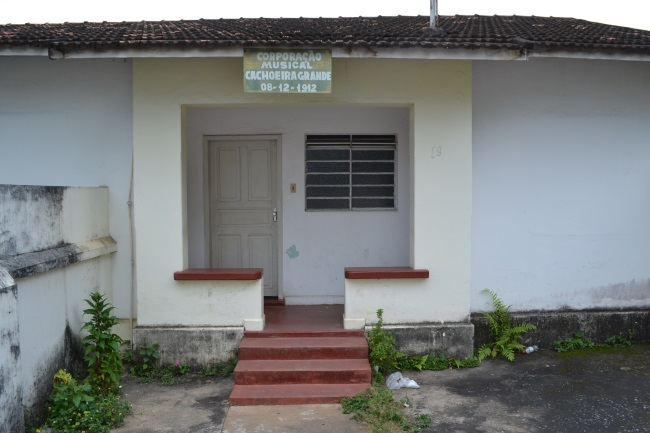 CORPORAÇÃO
MUSICAL
CACHOEIRA GRANDE
08-12-1912